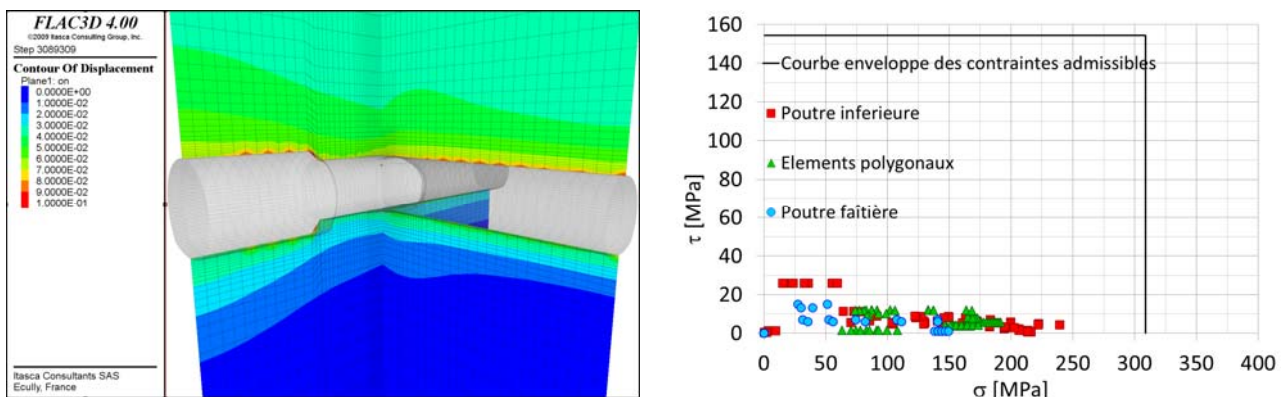 FLAC3D 4.00
©2009 Itasca Consulting Group, Inc.
Step 3089309
Contour Of Displacement
Plane1: on
0.0000E+00
1.0000E-02
2.0000E-02
3.0000E-02
4.0000E-02
5.0000E-02
6.0000E-02
7.0000E-02
8.0000E-02
9.0000E-02
1.0000E-01
Itasca Consultants SAS
Ecully, France
160
140
120
100
80
60
40
20
0
τ [MPa]
Courbe enveloppe des contraintes admissibles
Poutre inferieure
Elements polygonaux
Poutre faîtière
0 50 100 150 200 250 300 350 400
σ [MPa]